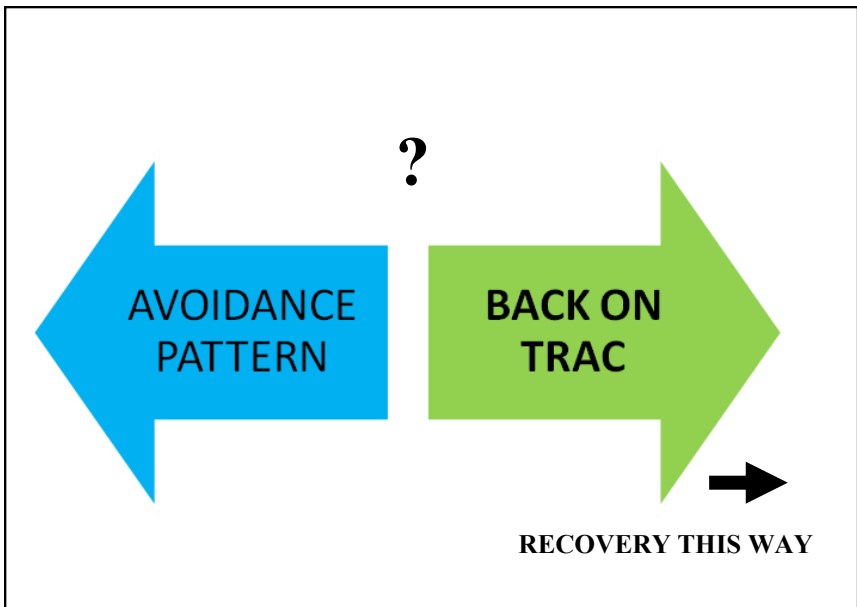 ?
AVOIDANCE
PATTERN
BACK ON
TRAC
RECOVERY THIS WAY